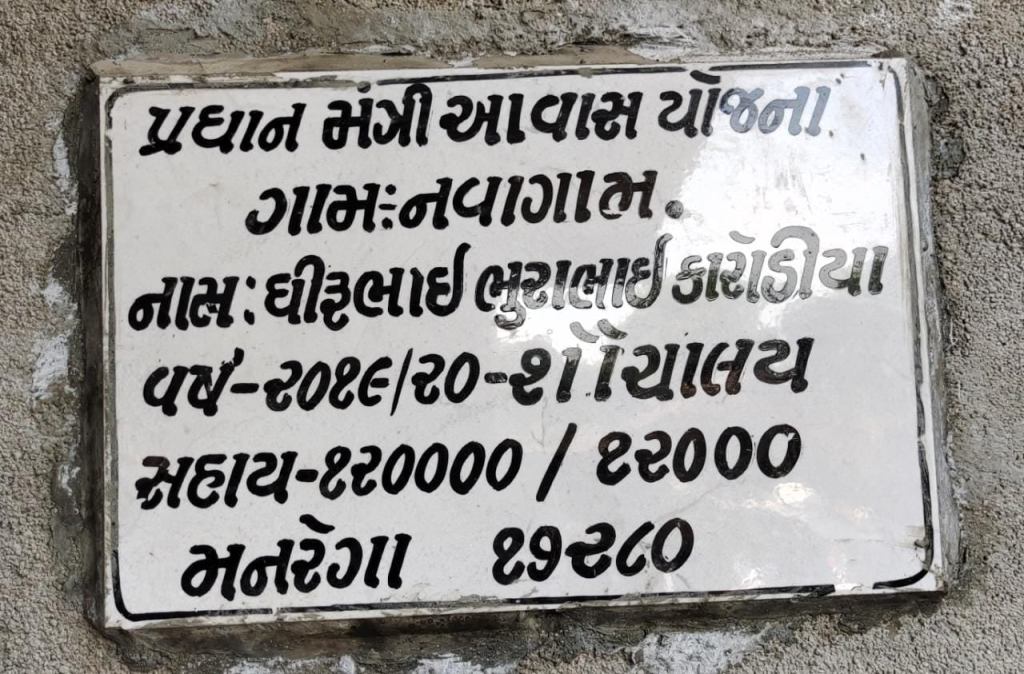 પ્રધાન મંત્રી આવાસ યોજના
ગામઃનવાગામ.
નામ:ધીરૂભાઈ ભુરાભાઈ કારોડીયા
વર્ષ-૨૦૧૯/૨૦-શૌચાલય
સહાય-૧૨૦૦૦૦ / ૧૨૦૦૦
મનરેગા ૧૭૨૮૦